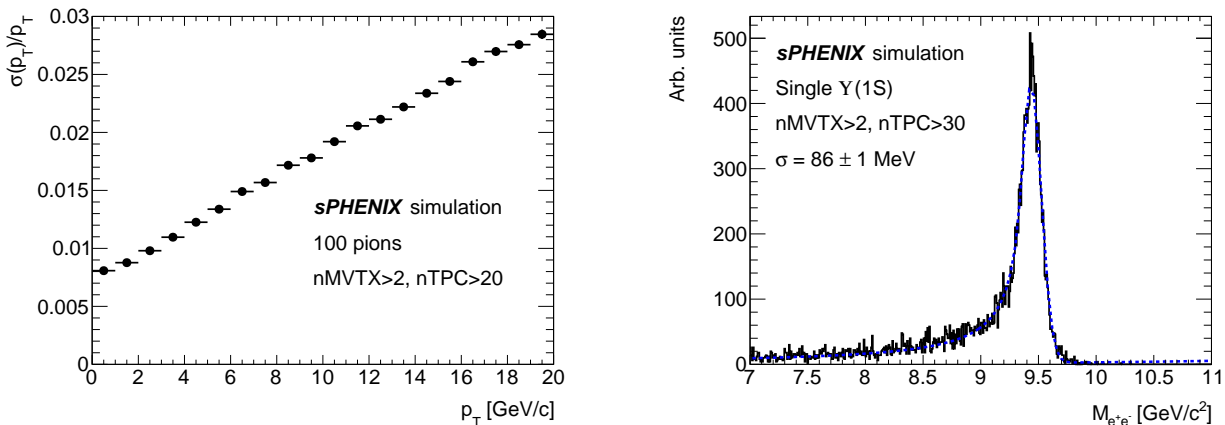 σ(p_T)/p_T
0.03
0.025
0.02
0.015
0.01
0.005
0
sPHENIX simulation
100 pions
nMVTX>2, nTPC>20
0 2 4 6 8 10 12 14 16 18 20
p_T [GeV/c]
Arb. units
500
400
300
200
100
0
sPHENIX simulation
Single ϒ(1S)
nMVTX>2, nTPC>30
σ = 86 ± 1 MeV
7 7.5 8 8.5 9 9.5 10 10.5 11
M_e⁺e⁻ [GeV/c²]